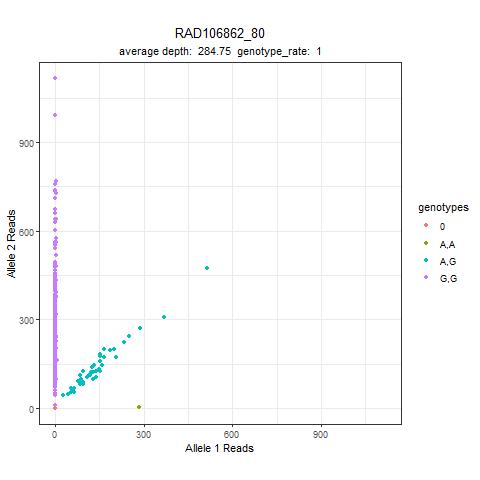 RAD106862_80
average depth:  284.75  genotype_rate:  1
Allele 2 Reads
900
600
300
0
0
300
600
900
Allele 1 Reads
genotypes
0
A,A
A,G
G,G